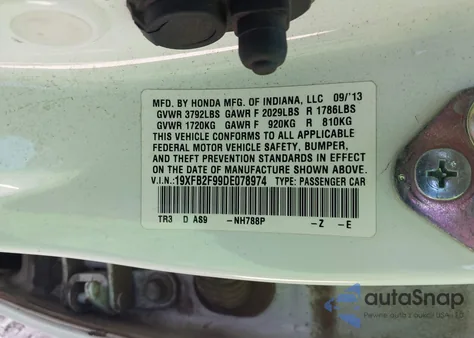 MFD. BY HONDA MFG. OF INDIANA, LLC 09/13
GVWR 3792LBS GAWR F 2029LBS R 1786LBS
GVWR 1720KG GAWR F 920KG R 810KG
THIS VEHICLE CONFORMS TO ALL APPLICABLE
FEDERAL MOTOR VEHICLE SAFETY, BUMPER,
AND THEFT PREVENTION STANDARDS IN EFFECT
ON THE DATE OF MANUFACTURE SHOWN ABOVE.
V.I.N.: 19XFB2F99DE078974 TYPE: PASSENGER CAR
TR3 D AS9 -NH788P -Z -E
autoSnap